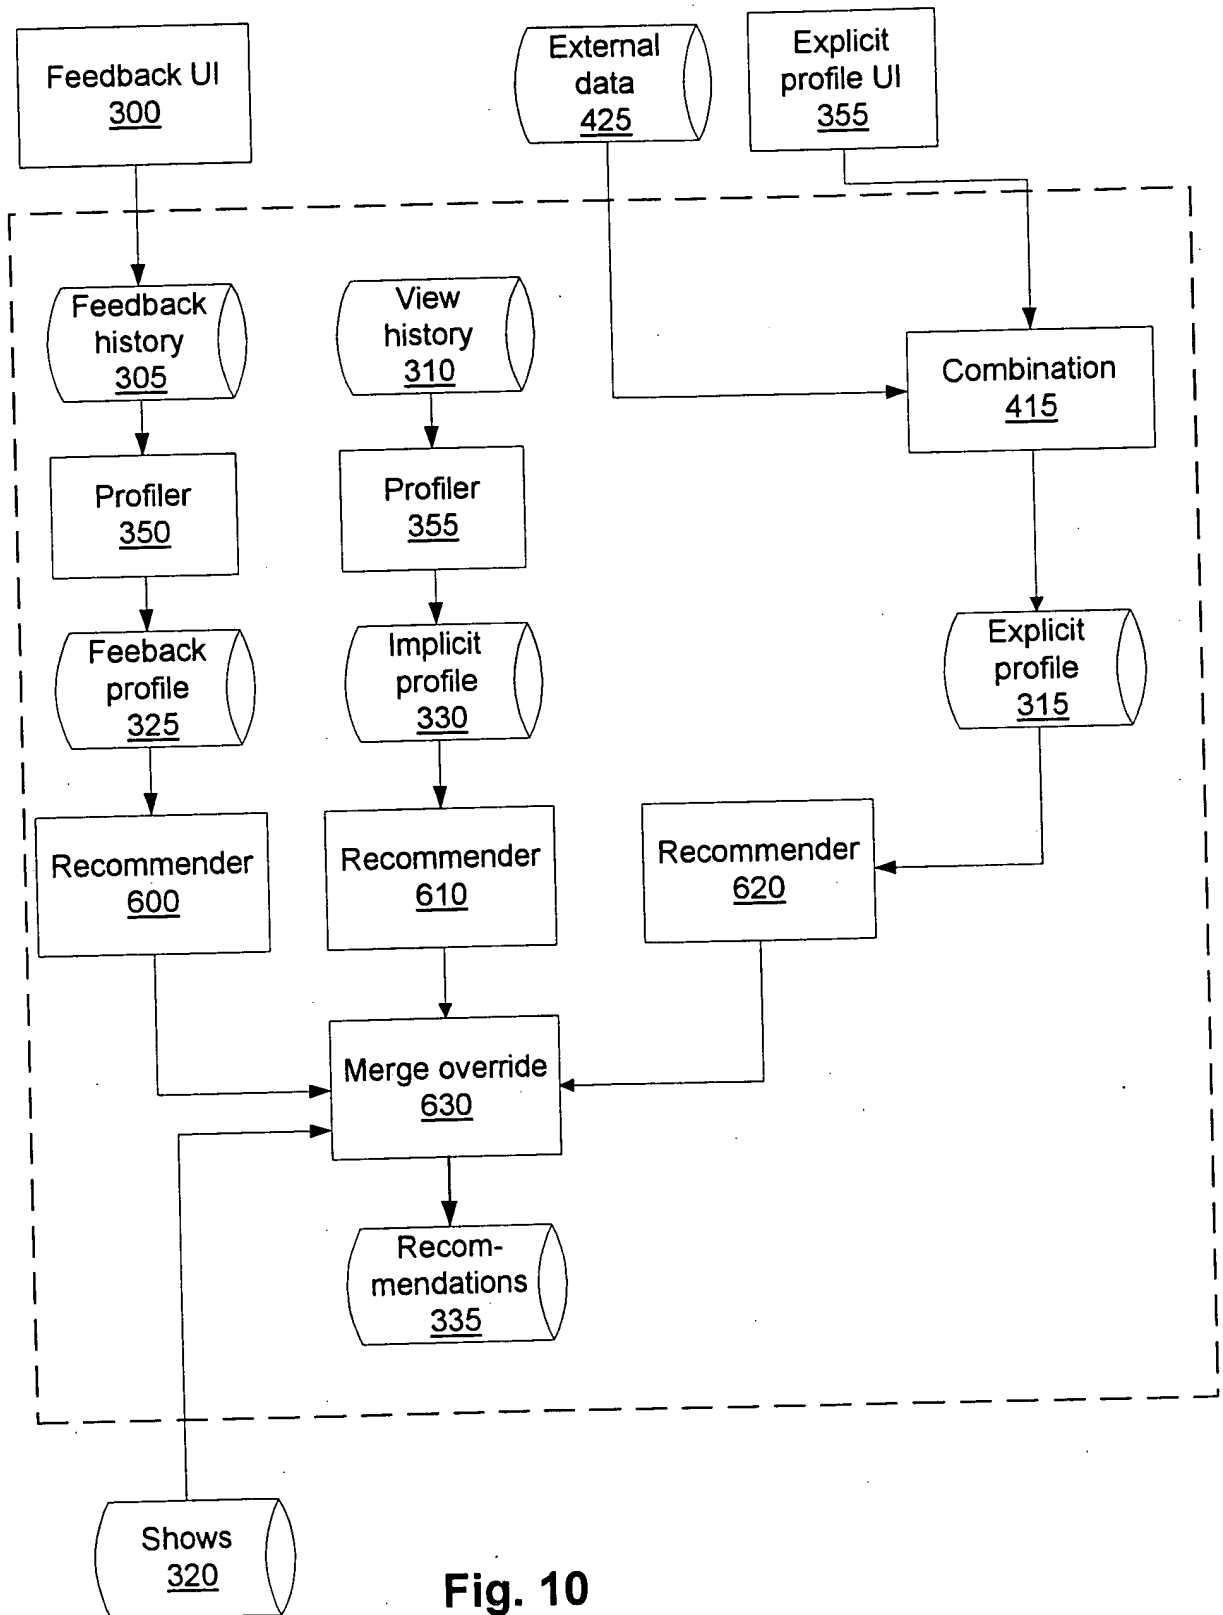 Feedback UI
300
External
data
425
Explicit
profile UI
355
Feedback
history
305
View
history
310
Combination
415
Profiler
350
Profiler
355
Feeback
profile
325
Implicit
profile
330
Explicit
profile
315
Recommender
600
Recommender
610
Recommender
620
Merge override
630
Recom-
mendations
335
Shows
320
Fig. 10